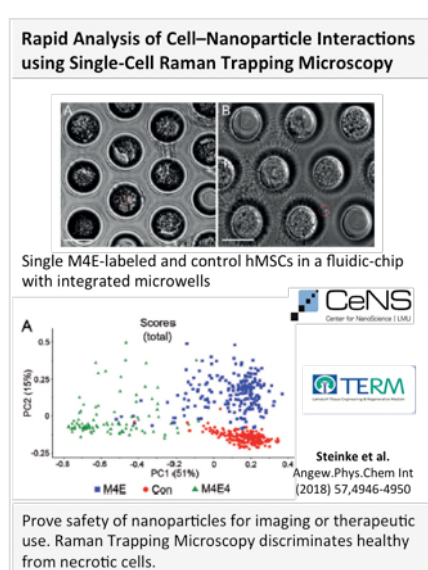 Rapid Analysis of Cell–Nanoparticle Interactions
using Single-Cell Raman Trapping Microscopy
A
B
Single M4E-labeled and control hMSCs in a fluidic-chip
with integrated microwells
CeNS
Center for NanoScience | LMU
A
Scores
(total)
0.5
0.25
0
-0.25
PC2 (15%)
-0.8
-0.6
-0.4
-0.2
0
0.2
0.4
PC1 (51%)
M4E
Con
M4E4
TERM
Steinke et al.
Angew.Phys.Chem Int
(2018) 57,4946-4950
Prove safety of nanoparticles for imaging or therapeutic
use. Raman Trapping Microscopy discriminates healthy
from necrotic cells.